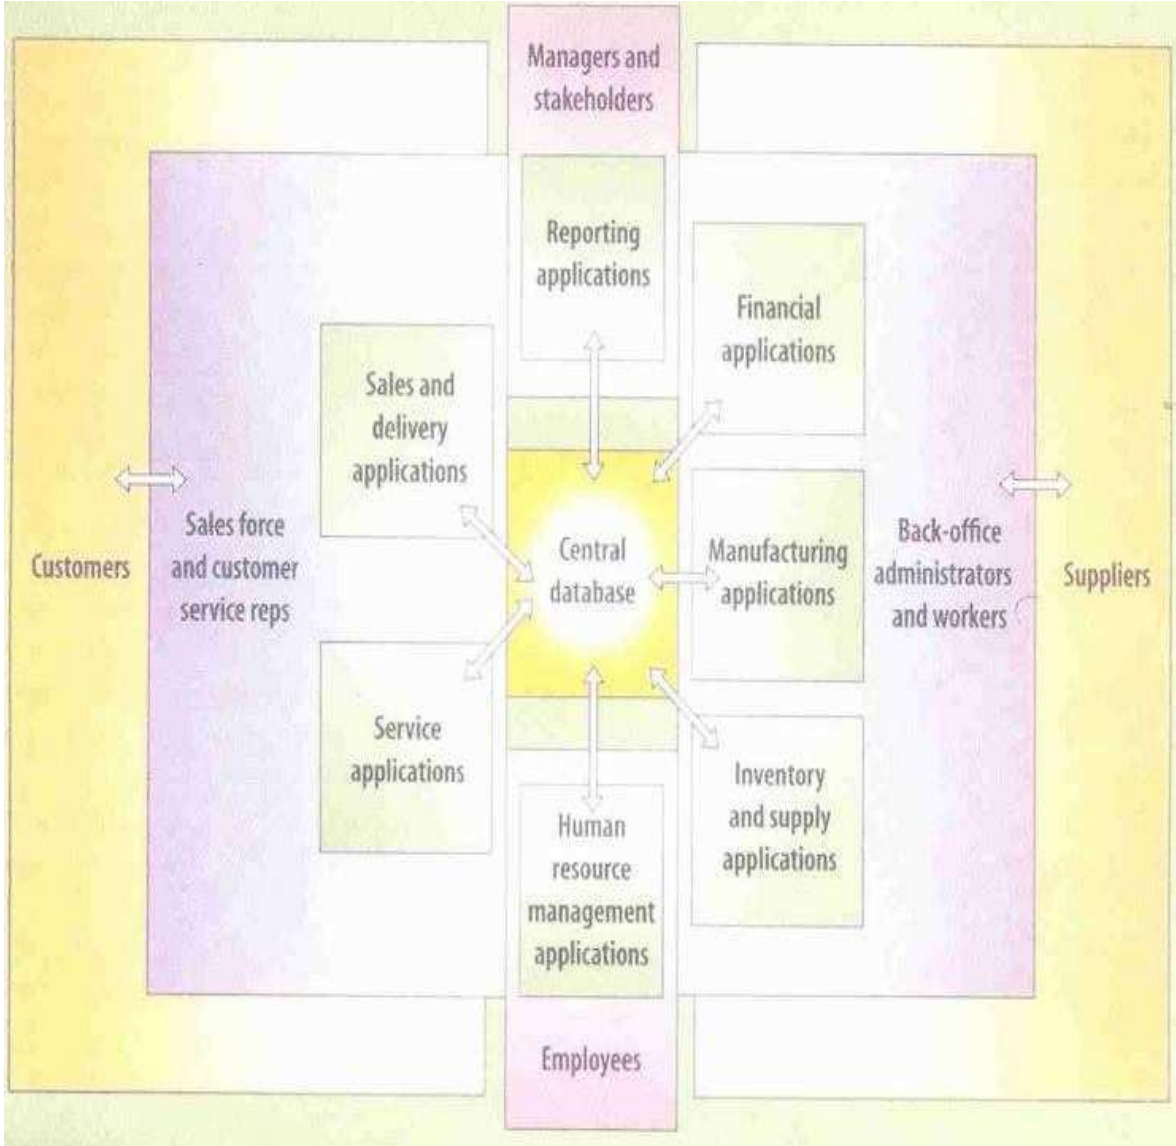 Managers and
stakeholders
Reporting
applications
Financial
applications
Sales and
delivery
applications
Customers
Sales force
and customer
service reps
Central
database
Manufacturing
applications
Back-office
administrators
and workers
Suppliers
Service
applications
Human
resource
management
applications
Inventory
and supply
applications
Employees